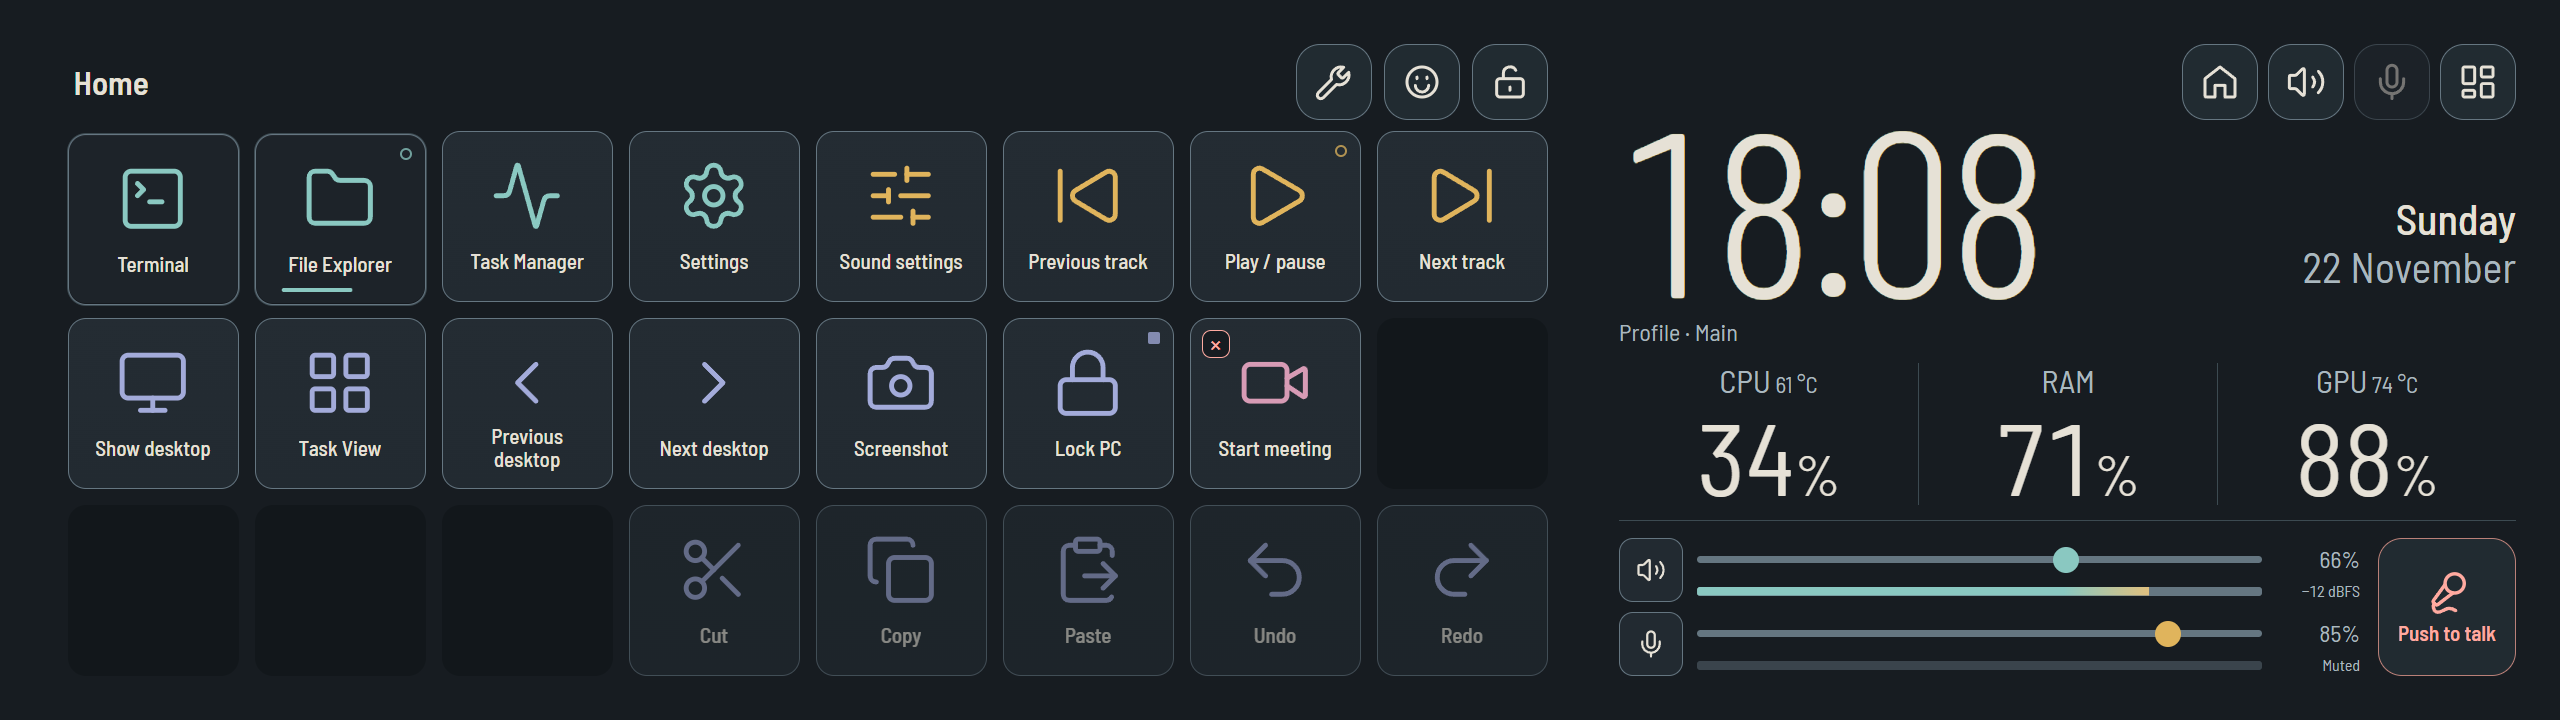 Home
Terminal
File Explorer
Task Manager
Settings
Sound settings
Previous track
Play / pause
Next track
Show desktop
Task View
Previous
desktop
Next desktop
Screenshot
Lock PC
Start meeting
Cut
Copy
Paste
Undo
Redo
18:08
Sunday
22 November
Profile · Main
CPU 61 °C
34%
RAM
71%
GPU 74 °C
88%
66%
−12 dBFS
85%
Muted
Push to talk